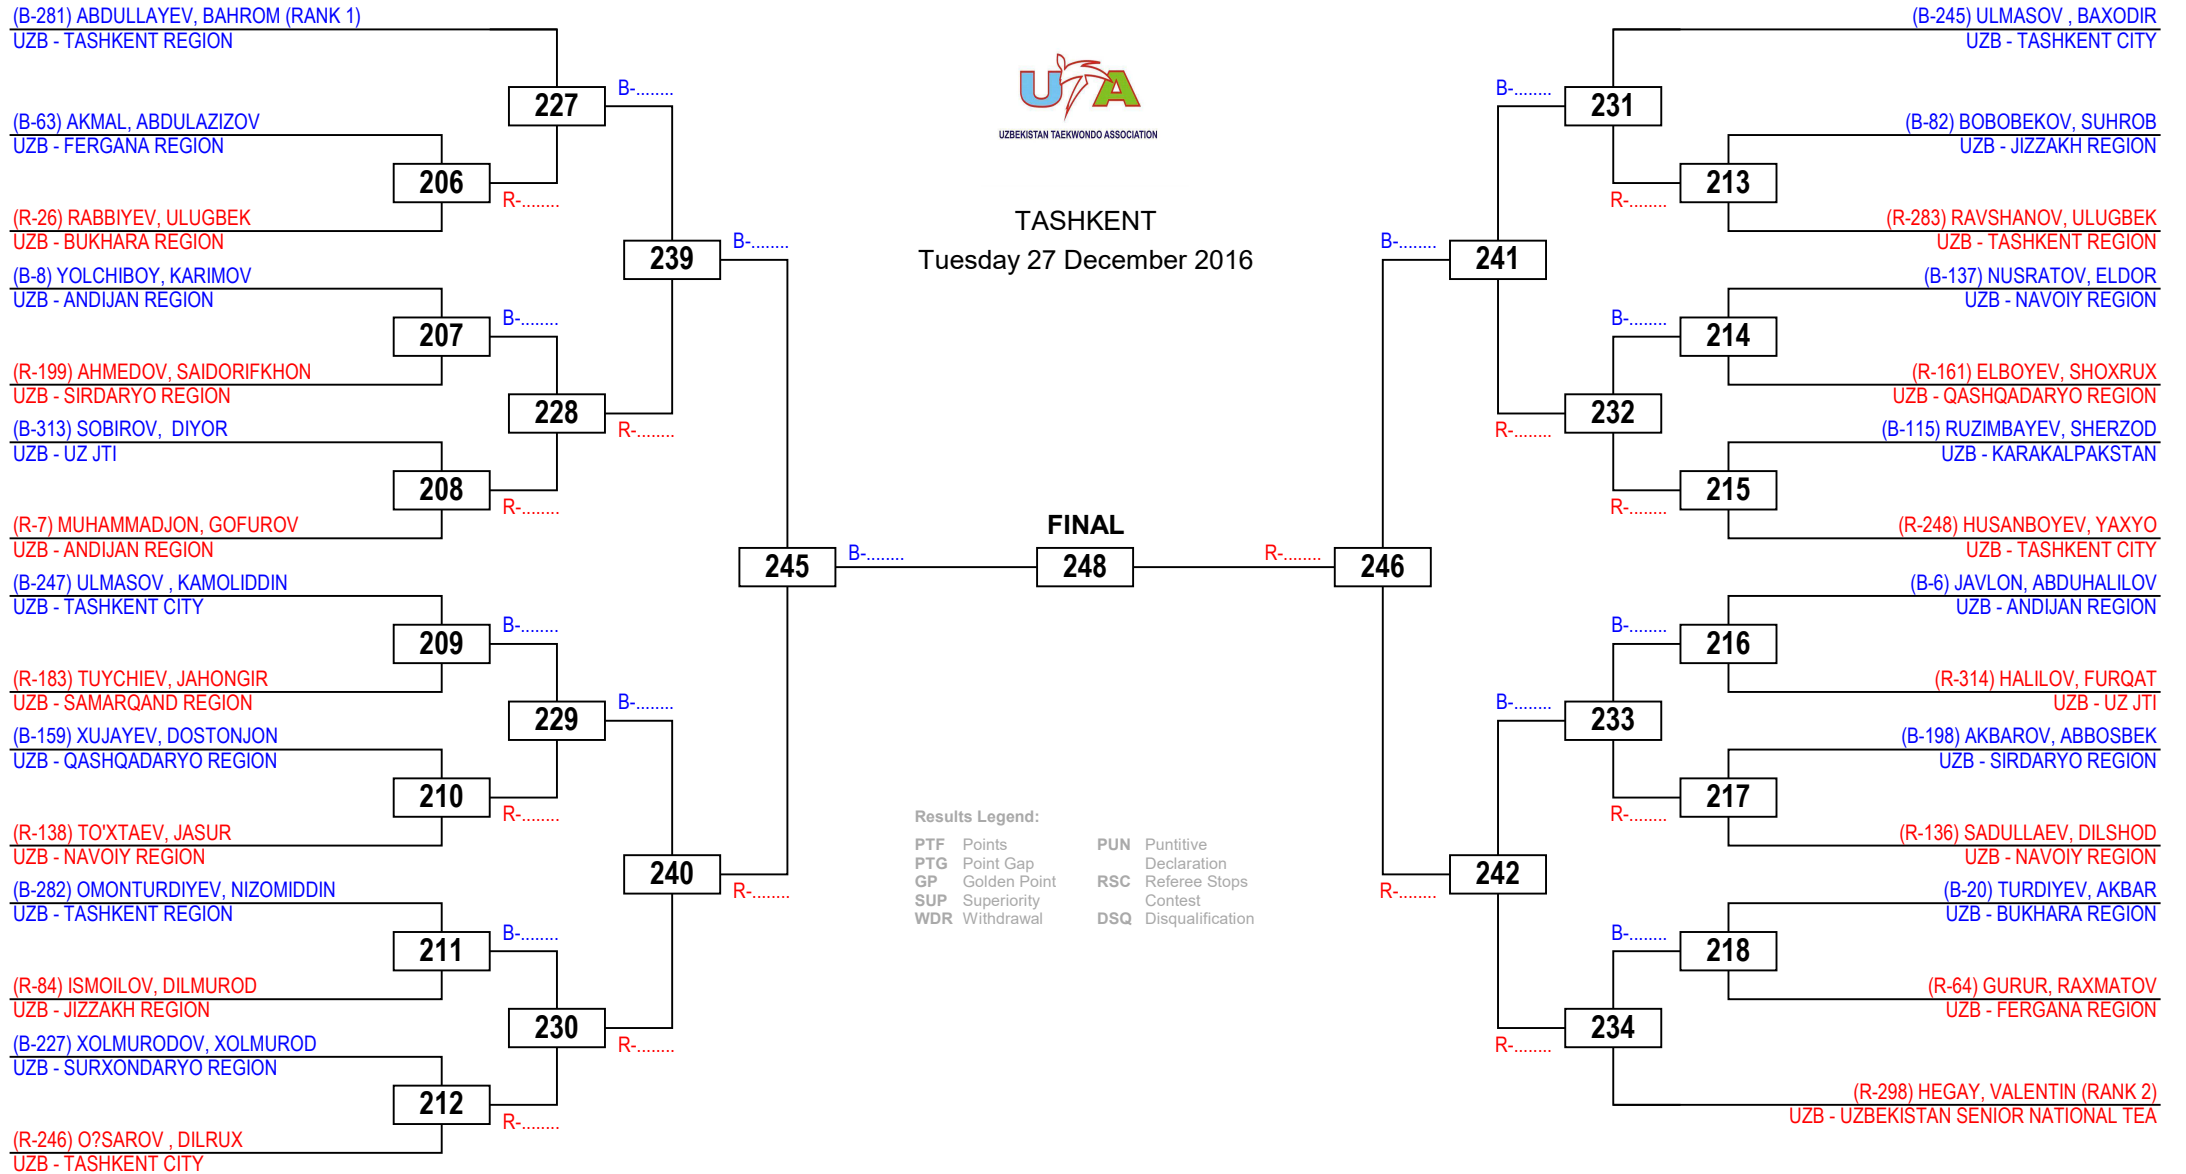 (B-281) ABDULLAYEV, BAHROM (RANK 1)
UZB - TASHKENT REGION
227
B-........
(B-63) AKMAL, ABDULAZIZOV
UZB - FERGANA REGION
206
R-........
(R-26) RABBIYEV, ULUGBEK
UZB - BUKHARA REGION
239
B-........
(B-8) YOLCHIBOY, KARIMOV
UZB - ANDIJAN REGION
207
B-........
(R-199) AHMEDOV, SAIDORIFKHON
UZB - SIRDARYO REGION
228
R-........
(B-313) SOBIROV, DIYOR
UZB - UZ JTI
208
R-........
(R-7) MUHAMMADJON, GOFUROV
UZB - ANDIJAN REGION
245
B-........
(B-247) ULMASOV , KAMOLIDDIN
UZB - TASHKENT CITY
209
B-........
(R-183) TUYCHIEV, JAHONGIR
UZB - SAMARQAND REGION
229
B-........
(B-159) XUJAYEV, DOSTONJON
UZB - QASHQADARYO REGION
210
R-........
(R-138) TO'XTAEV, JASUR
UZB - NAVOIY REGION
240
R-........
(B-282) OMONTURDIYEV, NIZOMIDDIN
UZB - TASHKENT REGION
211
B-........
(R-84) ISMOILOV, DILMUROD
UZB - JIZZAKH REGION
230
R-........
(B-227) XOLMURODOV, XOLMUROD
UZB - SURXONDARYO REGION
212
R-........
(R-246) O?SAROV , DILRUX
UZB - TASHKENT CITY
UTA
UZBEKISTAN TAEKWONDO ASSOCIATION
TASHKENT
Tuesday 27 December 2016
FINAL
248
Results Legend:
PTF Points
PTG Point Gap
GP Golden Point
SUP Superiority
WDR Withdrawal
PUN Puntitive
Declaration
RSC Referee Stops
Contest
DSQ Disqualification
(B-245) ULMASOV , BAXODIR
UZB - TASHKENT CITY
B-........
231
(B-82) BOBOBEKOV, SUHROB
UZB - JIZZAKH REGION
213
R-........
(R-283) RAVSHANOV, ULUGBEK
UZB - TASHKENT REGION
B-........
241
(B-137) NUSRATOV, ELDOR
UZB - NAVOIY REGION
B-........
214
(R-161) ELBOYEV, SHOXRUX
UZB - QASHQADARYO REGION
232
R-........
(B-115) RUZIMBAYEV, SHERZOD
UZB - KARAKALPAKSTAN
215
R-........
(R-248) HUSANBOYEV, YAXYO
UZB - TASHKENT CITY
R-........
246
(B-6) JAVLON, ABDUHALILOV
UZB - ANDIJAN REGION
B-........
216
(R-314) HALILOV, FURQAT
UZB - UZ JTI
B-........
233
(B-198) AKBAROV, ABBOSBEK
UZB - SIRDARYO REGION
217
R-........
(R-136) SADULLAEV, DILSHOD
UZB - NAVOIY REGION
242
R-........
(B-20) TURDIYEV, AKBAR
UZB - BUKHARA REGION
B-........
218
(R-64) GURUR, RAXMATOV
UZB - FERGANA REGION
234
R-........
(R-298) HEGAY, VALENTIN (RANK 2)
UZB - UZBEKISTAN SENIOR NATIONAL TEA